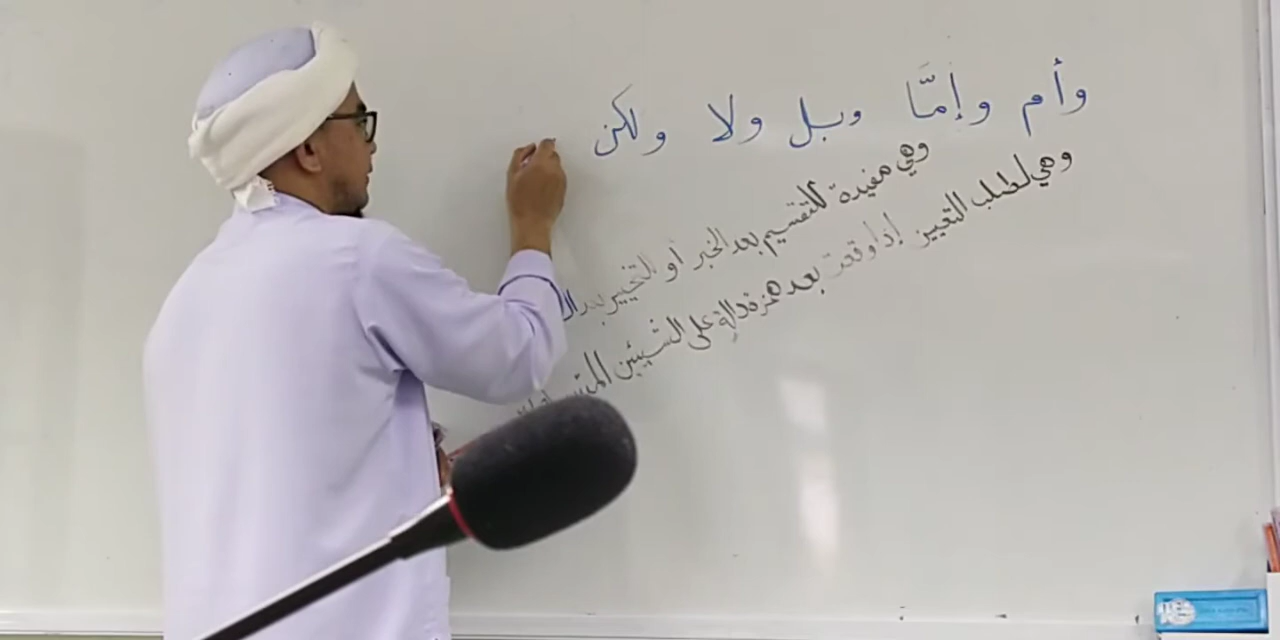 وأم وإمَّا وبل ولا ولكن
وهي مفيدة للتقسيم بعد الخبر أو التخيير بعد
وهي لطلب التعيين إذا وقعت بعد همزة دالة على الشيئين